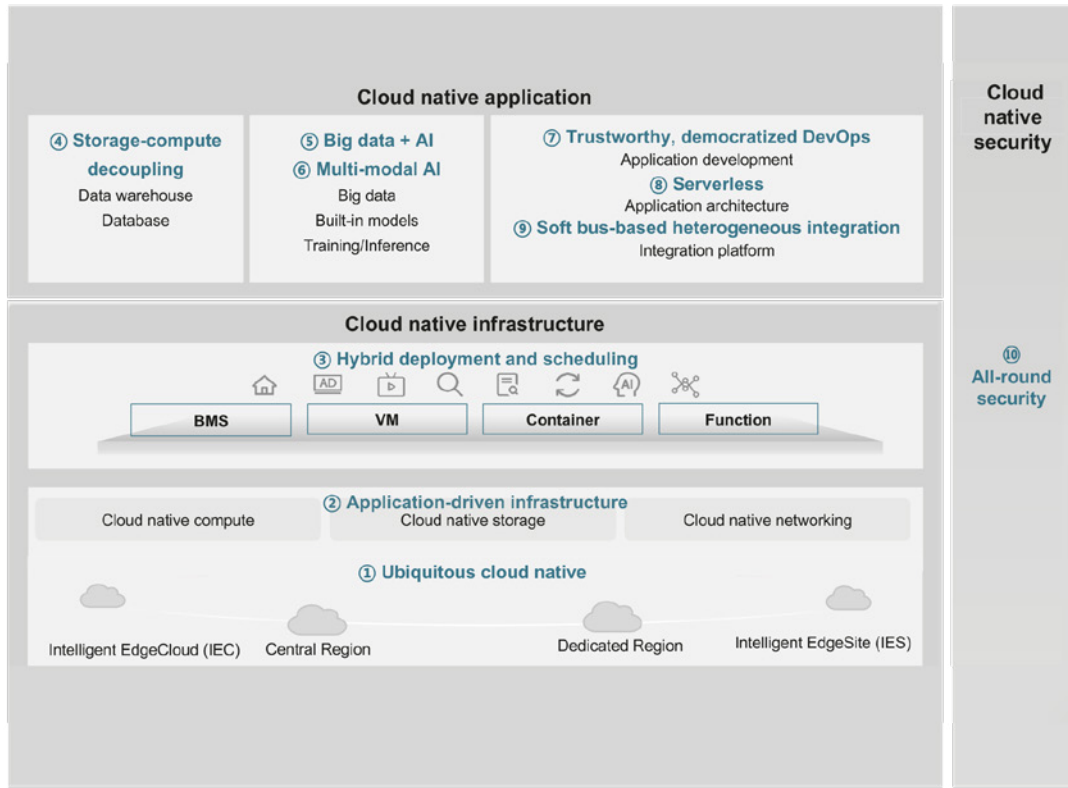 Cloud native application
④ Storage-compute
decoupling
Data warehouse
Database
⑤ Big data + AI
⑥ Multi-modal AI
Big data
Built-in models
Training/Inference
⑦ Trustworthy, democratized DevOps
Application development
⑧ Serverless
Application architecture
⑨ Soft bus-based heterogeneous integration
Integration platform
Cloud native infrastructure
③ Hybrid deployment and scheduling
AD
AI
BMS
VM
Container
Function
② Application-driven infrastructure
Cloud native compute
Cloud native storage
Cloud native networking
① Ubiquitous cloud native
Intelligent EdgeCloud (IEC)
Central Region
Dedicated Region
Intelligent EdgeSite (IES)
Cloud
native
security
⑩
All-round
security